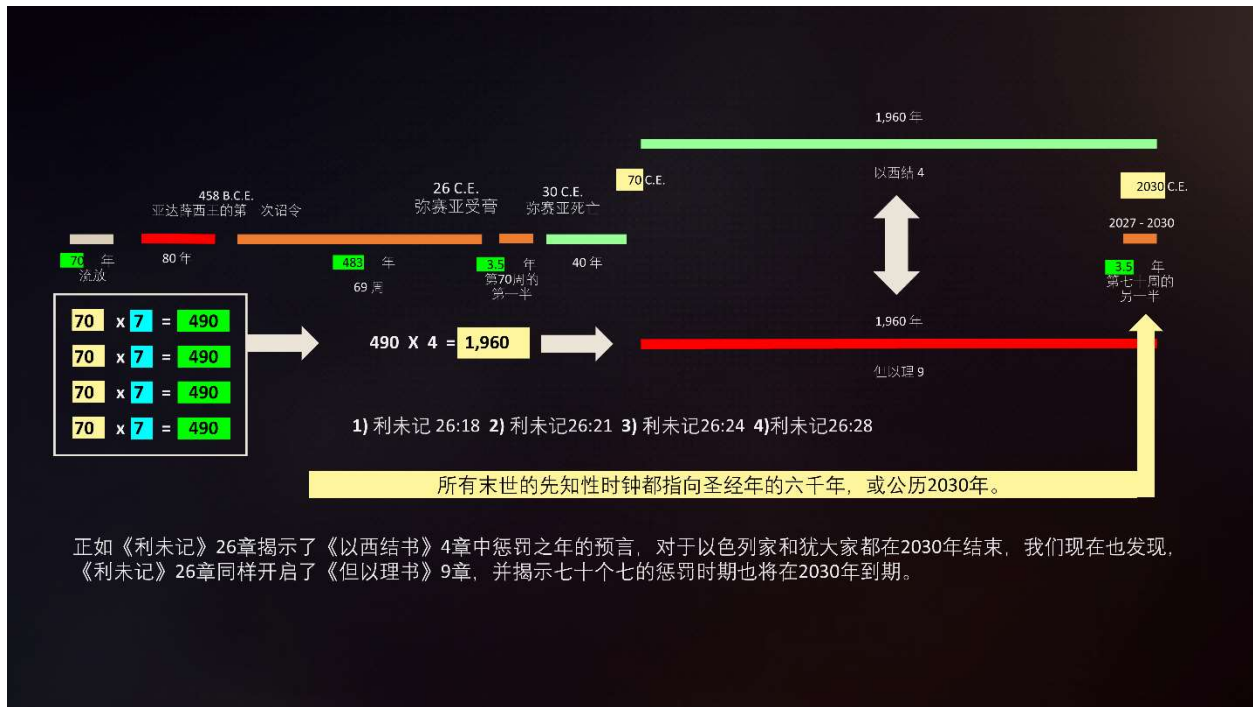 1,960 年
以西结 4
70 C.E.
2030 C.E.
458 B.C.E.
亚达薛西王的第 次诏令
26 C.E.
弥赛亚受膏
30 C.E.
弥赛亚死亡
2027 - 2030
70 年
流放
80 年
483 年
69 周
3.5 年
第70周的
第一半
40 年
3.5 年
第七十周的
另一半
70 x 7 = 490
70 x 7 = 490
70 x 7 = 490
70 x 7 = 490
490 X 4 = 1,960
1,960 年
但以理 9
1) 利未记 26:18 2) 利未记26:21 3) 利未记26:24 4)利未记26:28
所有末世的先知性时钟都指向圣经年的六千年，或公历2030年。
正如《利未记》26章揭示了《以西结书》4章中惩罚之年的预言，对于以色列家和犹大家都在2030年结束，我们现在也发现，
《利未记》26章同样开启了《但以理书》9章，并揭示七十个七的惩罚时期也将在2030年到期。